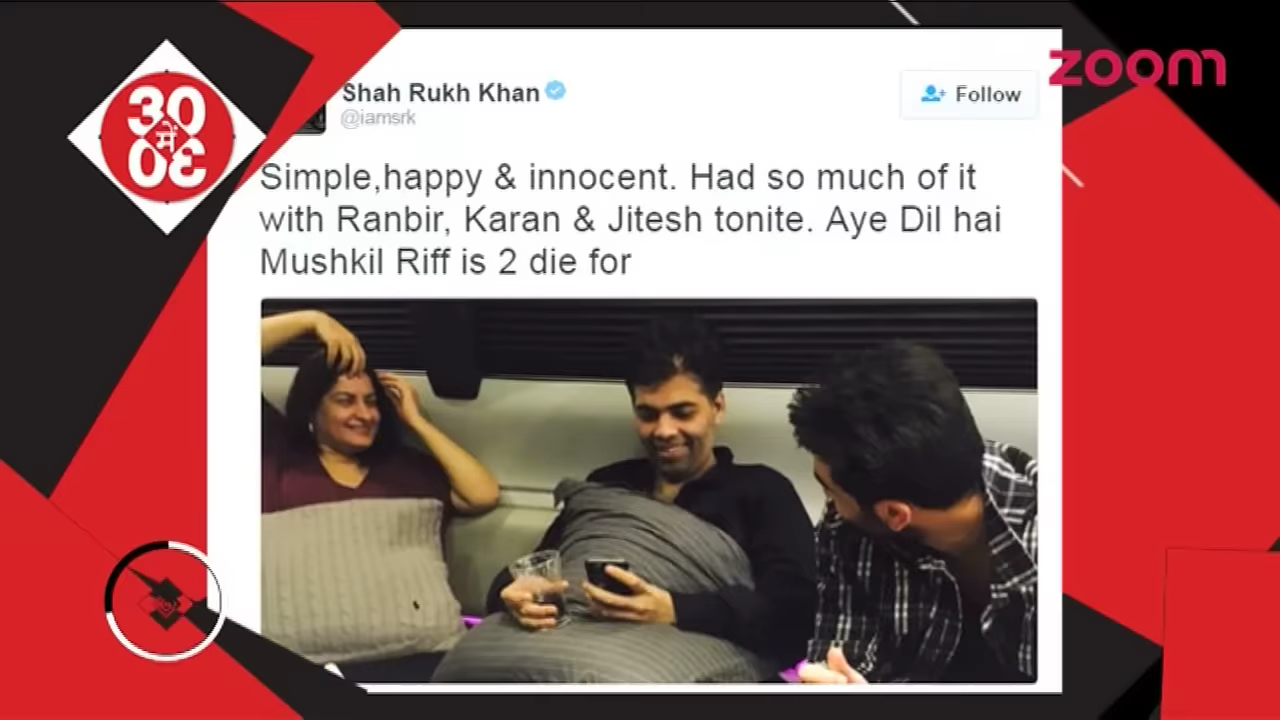 30
में
30
zoom
Shah Rukh Khan
@iamsrk
Follow
Simple,happy & innocent. Had so much of it
with Ranbir, Karan & Jitesh tonite. Aye Dil hai
Mushkil Riff is 2 die for